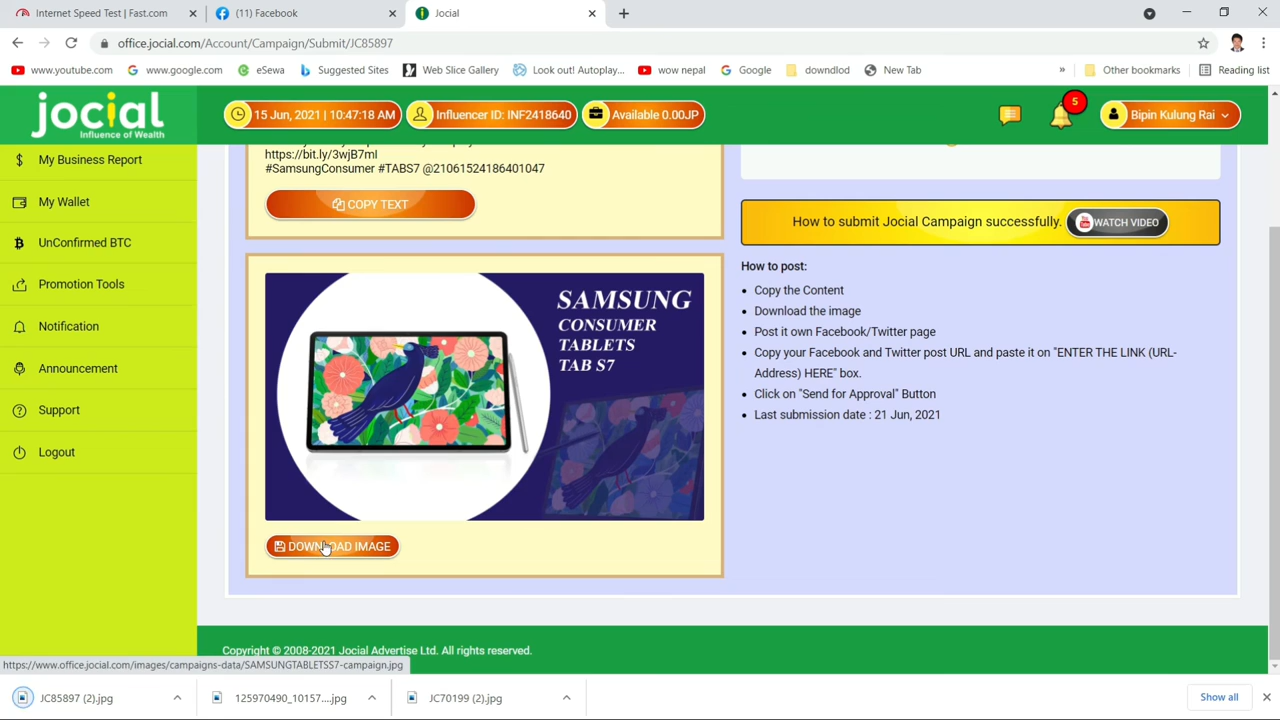 Internet Speed Test | Fast.com
(11) Facebook
Jocial
office.jocial.com/Account/Campaign/Submit/JC85897
www.youtube.com
www.google.com
eSewa
Suggested Sites
Web Slice Gallery
Look out! Autoplay...
wow nepal
Google
downdlod
New Tab
»
Other bookmarks
Reading list
jocial
Influence of Wealth
15 Jun, 2021 | 10:47:18 AM
Influencer ID: INF2418640
Available 0.00JP
5
Bipin Kulung Rai
$ My Business Report
My Wallet
UnConfirmed BTC
Promotion Tools
Notification
Announcement
Support
Logout
https://bit.ly/3wjB7ml
#SamsungConsumer #TABS7 @21061524186401047
COPY TEXT
SAMSUNG
CONSUMER
TABLETS
TAB S7
DOWNLOAD IMAGE
How to submit Jocial Campaign successfully.
WATCH VIDEO
How to post:
• Copy the Content
• Download the image
• Post it own Facebook/Twitter page
• Copy your Facebook and Twitter post URL and paste it on "ENTER THE LINK (URL-
Address) HERE" box.
• Click on "Send for Approval" Button
• Last submission date : 21 Jun, 2021
Copyright © 2008-2021 Jocial Advertise Ltd. All rights reserved.
https://www.office.jocial.com/images/campaigns-data/SAMSUNGTABLETSS7-campaign.jpg
JC85897 (2).jpg
125970490_10157....jpg
JC70199 (2).jpg
Show all